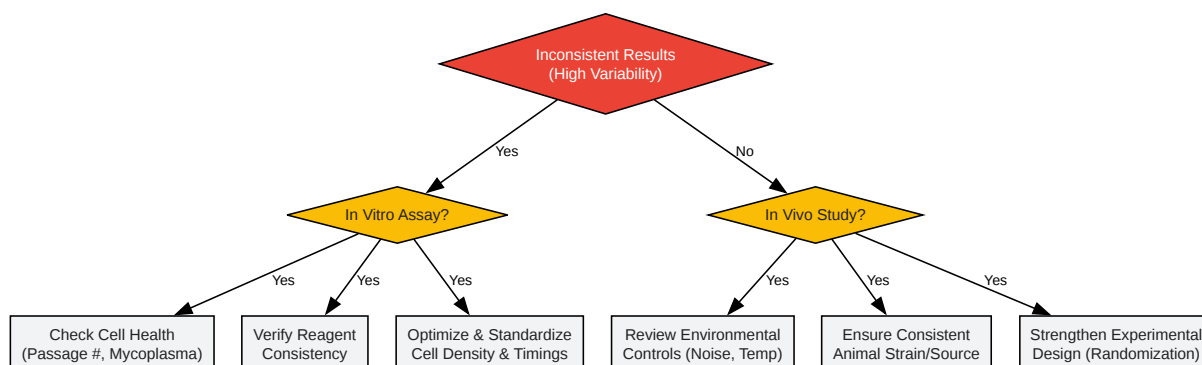 Inconsistent Results
(High Variability)
Yes
No
In Vitro Assay?
In Vivo Study?
Yes
Yes
Yes
Yes
Yes
Yes
Check Cell Health
(Passage #, Mycoplasma)
Verify Reagent
Consistency
Optimize & Standardize
Cell Density & Timings
Review Environmental
Controls (Noise, Temp)
Ensure Consistent
Animal Strain/Source
Strengthen Experimental
Design (Randomization)